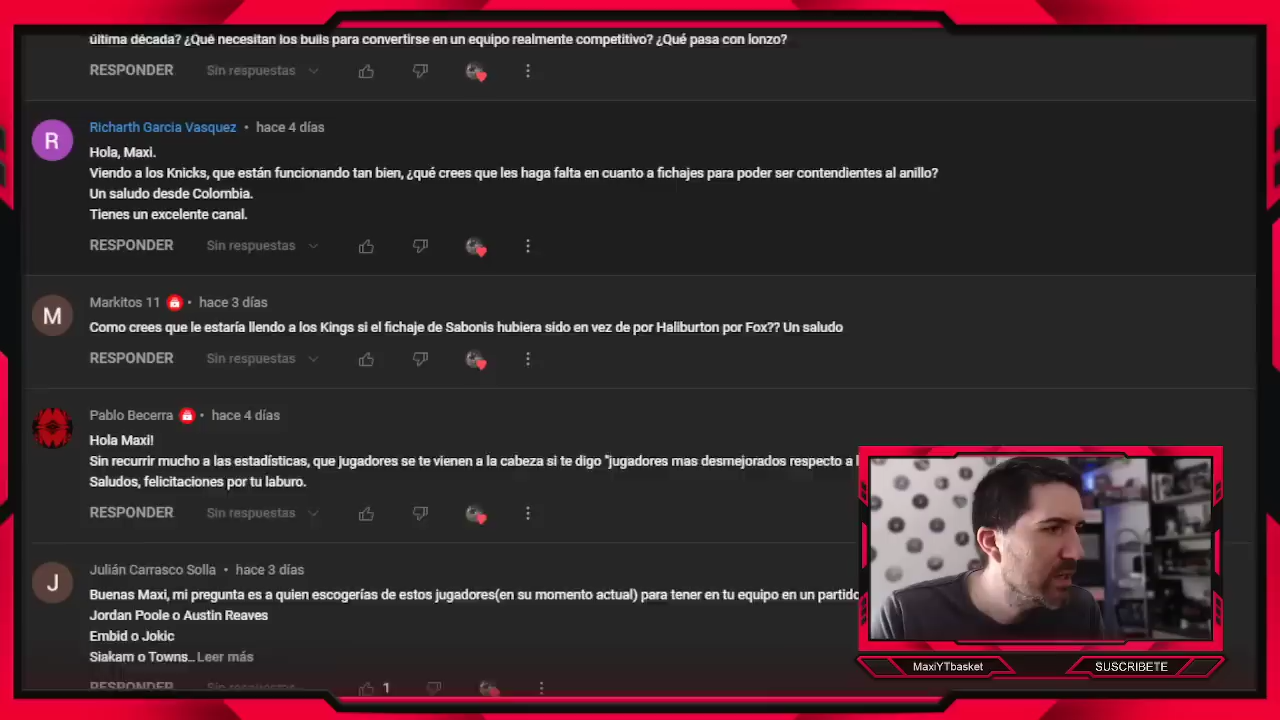 última década? ¿Qué necesitan los bulls para convertirse en un equipo realmente competitivo? ¿Qué pasa con lonzo?
RESPONDER Sin respuestas
R
RIcharth Garcia Vasquez • hace 4 días
Hola, Maxi.
Viendo a los Knicks, que están funcionando tan bien, ¿qué crees que les haga falta en cuanto a fichajes para poder ser contendientes al anillo?
Un saludo desde Colombia.
Tienes un excelente canal.
RESPONDER Sin respuestas
M
Markitos 11 • hace 3 días
Como crees que le estaría llendo a los Kings si el fichaje de Sabonis hubiera sido en vez de por Haliburton por Fox?? Un saludo
RESPONDER Sin respuestas
Pablo Becerra • hace 4 días
Hola Maxi!
Sin recurrir mucho a las estadísticas, que jugadores se te vienen a la cabeza si te digo "jugadores mas desmejorados respecto a
Saludos, felicitaciones por tu laburo.
RESPONDER Sin respuestas
J
Julián Carrasco Solla • hace 3 días
Buenas Maxi, mi pregunta es a quien escogerías de estos jugadores(en su momento actual) para tener en tu equipo en un partido
Jordan Poole o Austin Reaves
Embid o Jokic
Siakam o Towns... Leer más
RESPONDER Sin respuestas 1
MaxiYTbasket
SUSCRIBETE